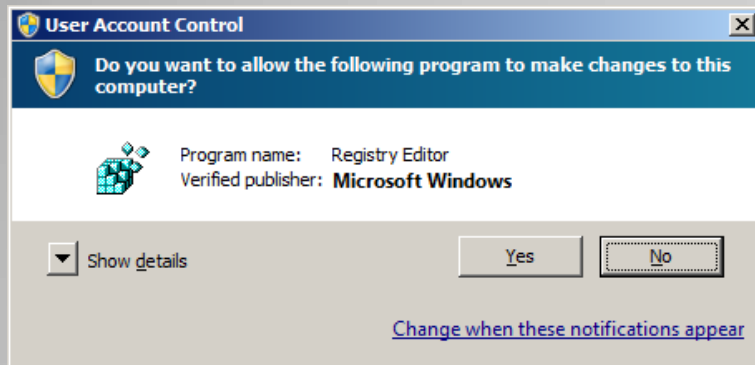 User Account Control
Do you want to allow the following program to make changes to this
computer?
Program name: Registry Editor
Verified publisher: Microsoft Windows
Show details
Yes
No
Change when these notifications appear